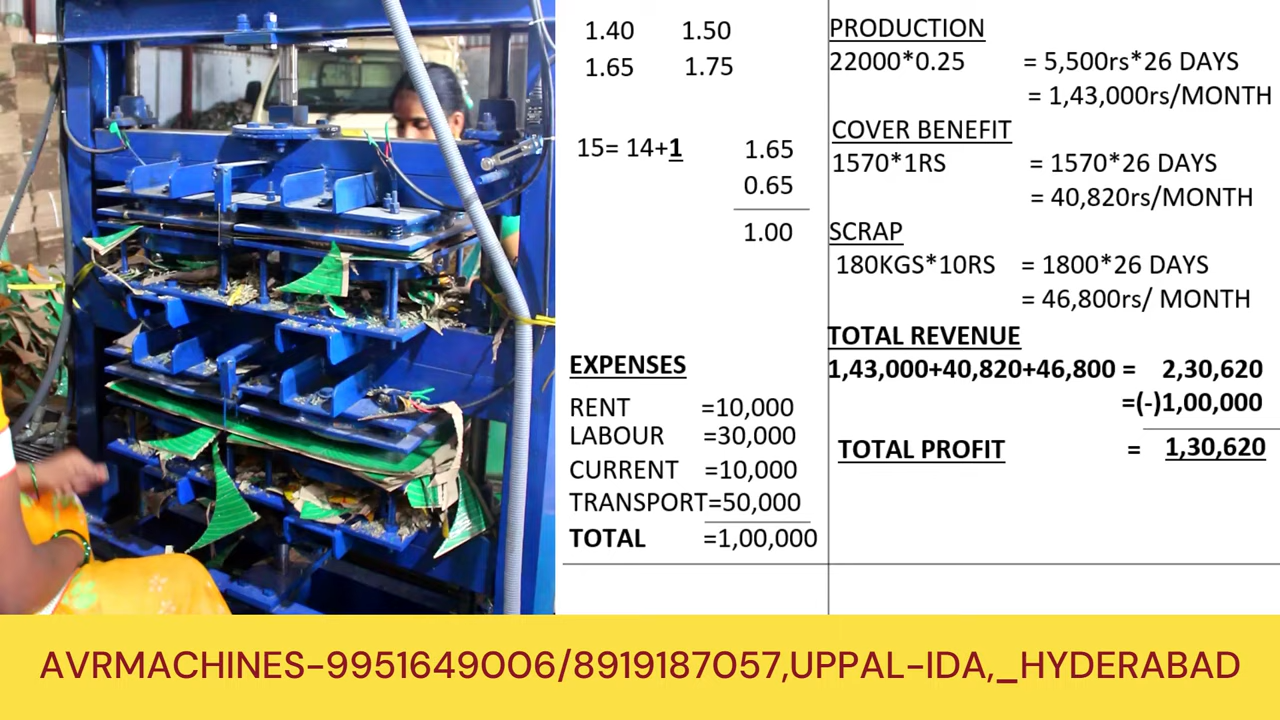 1.40 1.50
1.65 1.75
15= 14+1
1.65
0.65
1.00
EXPENSES
RENT =10,000
LABOUR =30,000
CURRENT =10,000
TRANSPORT=50,000
TOTAL =1,00,000
PRODUCTION
22000*0.25 = 5,500rs*26 DAYS
= 1,43,000rs/MONTH
COVER BENEFIT
1570*1RS = 1570*26 DAYS
= 40,820rs/MONTH
SCRAP
180KGS*10RS = 1800*26 DAYS
= 46,800rs/ MONTH
TOTAL REVENUE
1,43,000+40,820+46,800 = 2,30,620
=(-)1,00,000
TOTAL PROFIT = 1,30,620
AVRMACHINES-9951649006/8919187057,UPPAL-IDA,_HYDERABAD